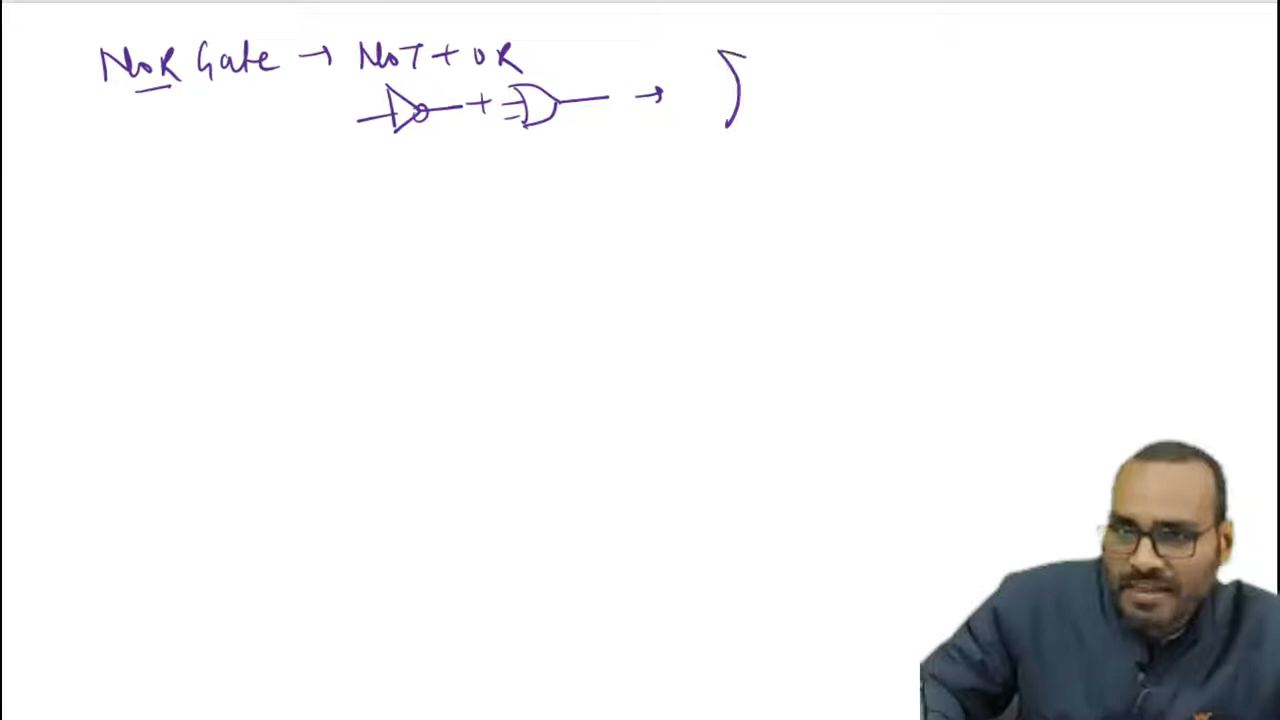 NOR Gate → NOT + OR
+ →